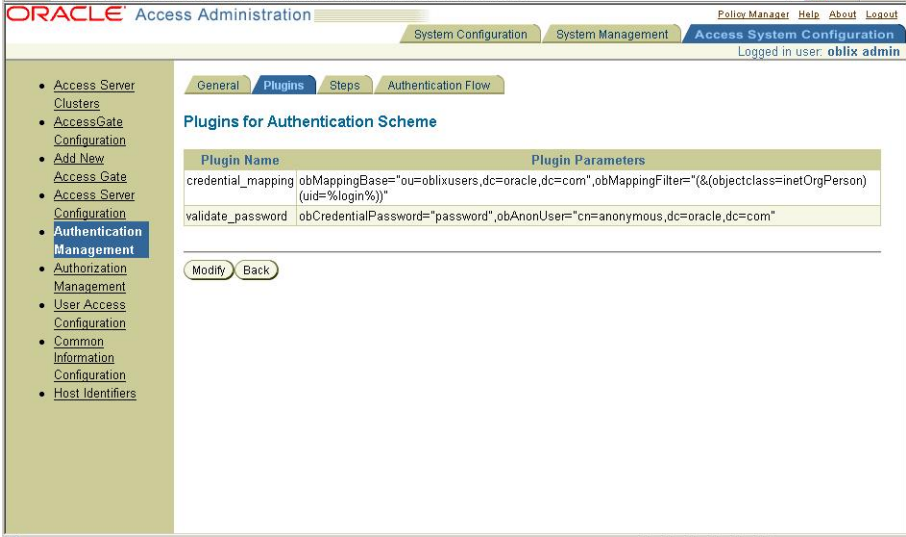 ORACLE Access Administration
Policy Manager Help About Logout
System Configuration System Management Access System Configuration
Logged in user: oblix admin
Access Server
Clusters
AccessGate
Configuration
Add New
Access Gate
Access Server
Configuration
Authentication
Management
Authorization
Management
User Access
Configuration
Common
Information
Configuration
Host Identifiers
General Plugins Steps Authentication Flow
Plugins for Authentication Scheme
Plugin Name Plugin Parameters
credential_mapping obMappingBase="ou=oblixusers,dc=oracle,dc=com",obMappingFilter="(&(objectclass=inetOrgPerson)
(uid=%login%))"
validate_password obCredentialPassword="password",obAnonUser="cn=anonymous,dc=oracle,dc=com"
Modify Back